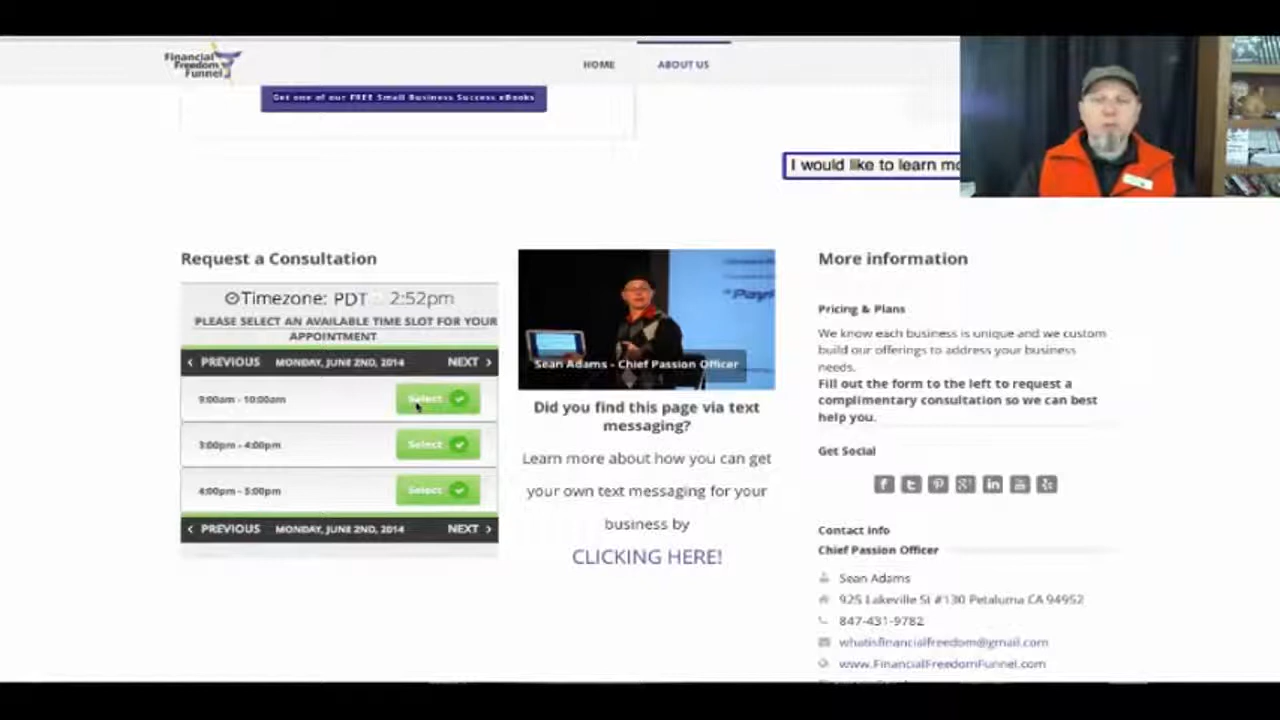 Financial
Freedom
Funnel
HOME
ABOUT US
Get one of our FREE Small Business Success eBooks
I would like to learn mo
Request a Consultation
Timezone: PDT - 2:52pm
PLEASE SELECT AN AVAILABLE TIME SLOT FOR YOUR
APPOINTMENT
‹ PREVIOUS MONDAY, JUNE 2ND, 2014 NEXT ›
9:00am - 10:00am Select
3:00pm - 4:00pm Select
4:00pm - 5:00pm Select
‹ PREVIOUS MONDAY, JUNE 2ND, 2014 NEXT ›
PayP
Sean Adams - Chief Passion Officer
Did you find this page via text
messaging?
Learn more about how you can get
your own text messaging for your
business by
CLICKING HERE!
More information
Pricing & Plans
We know each business is unique and we custom
build our offerings to address your business
needs.
Fill out the form to the left to request a
complimentary consultation so we can best
help you.
Get Social
Contact Info
Chief Passion Officer
Sean Adams
925 Lakeville St #130 Petaluma CA 94952
847-431-9782
whatisfinancialfreedom@gmail.com
www.FinancialFreedomFunnel.com